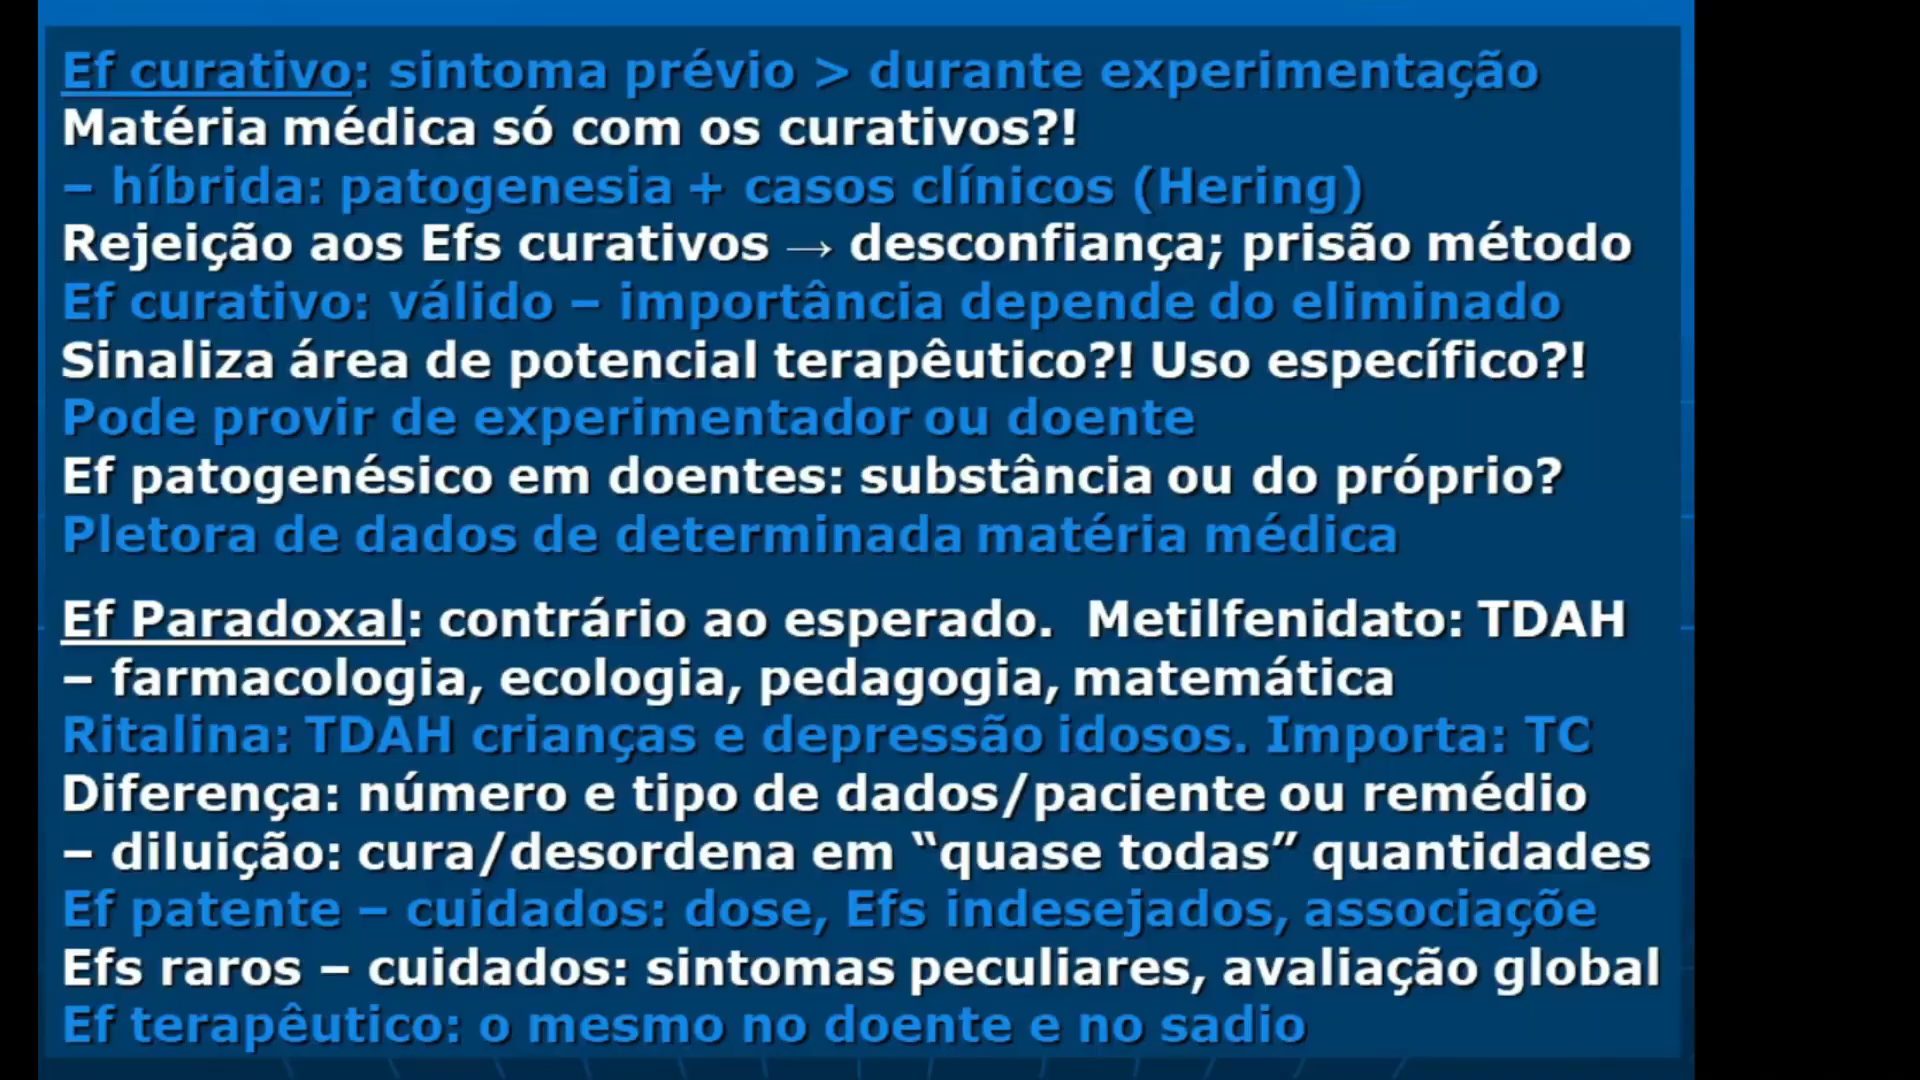 Ef curativo: sintoma prévio > durante experimentação
Matéria médica só com os curativos?!
– híbrida: patogenesia + casos clínicos (Hering)
Rejeição aos Efs curativos → desconfiança; prisão método
Ef curativo: válido – importância depende do eliminado
Sinaliza área de potencial terapêutico?! Uso específico?!
Pode provir de experimentador ou doente
Ef patogenésico em doentes: substância ou do próprio?
Pletora de dados de determinada matéria médica
Ef Paradoxal: contrário ao esperado. Metilfenidato: TDAH
– farmacologia, ecologia, pedagogia, matemática
Ritalina: TDAH crianças e depressão idosos. Importa: TC
Diferença: número e tipo de dados/paciente ou remédio
– diluição: cura/desordena em “quase todas” quantidades
Ef patente – cuidados: dose, Efs indesejados, associaçõe
Efs raros – cuidados: sintomas peculiares, avaliação global
Ef terapêutico: o mesmo no doente e no sadio